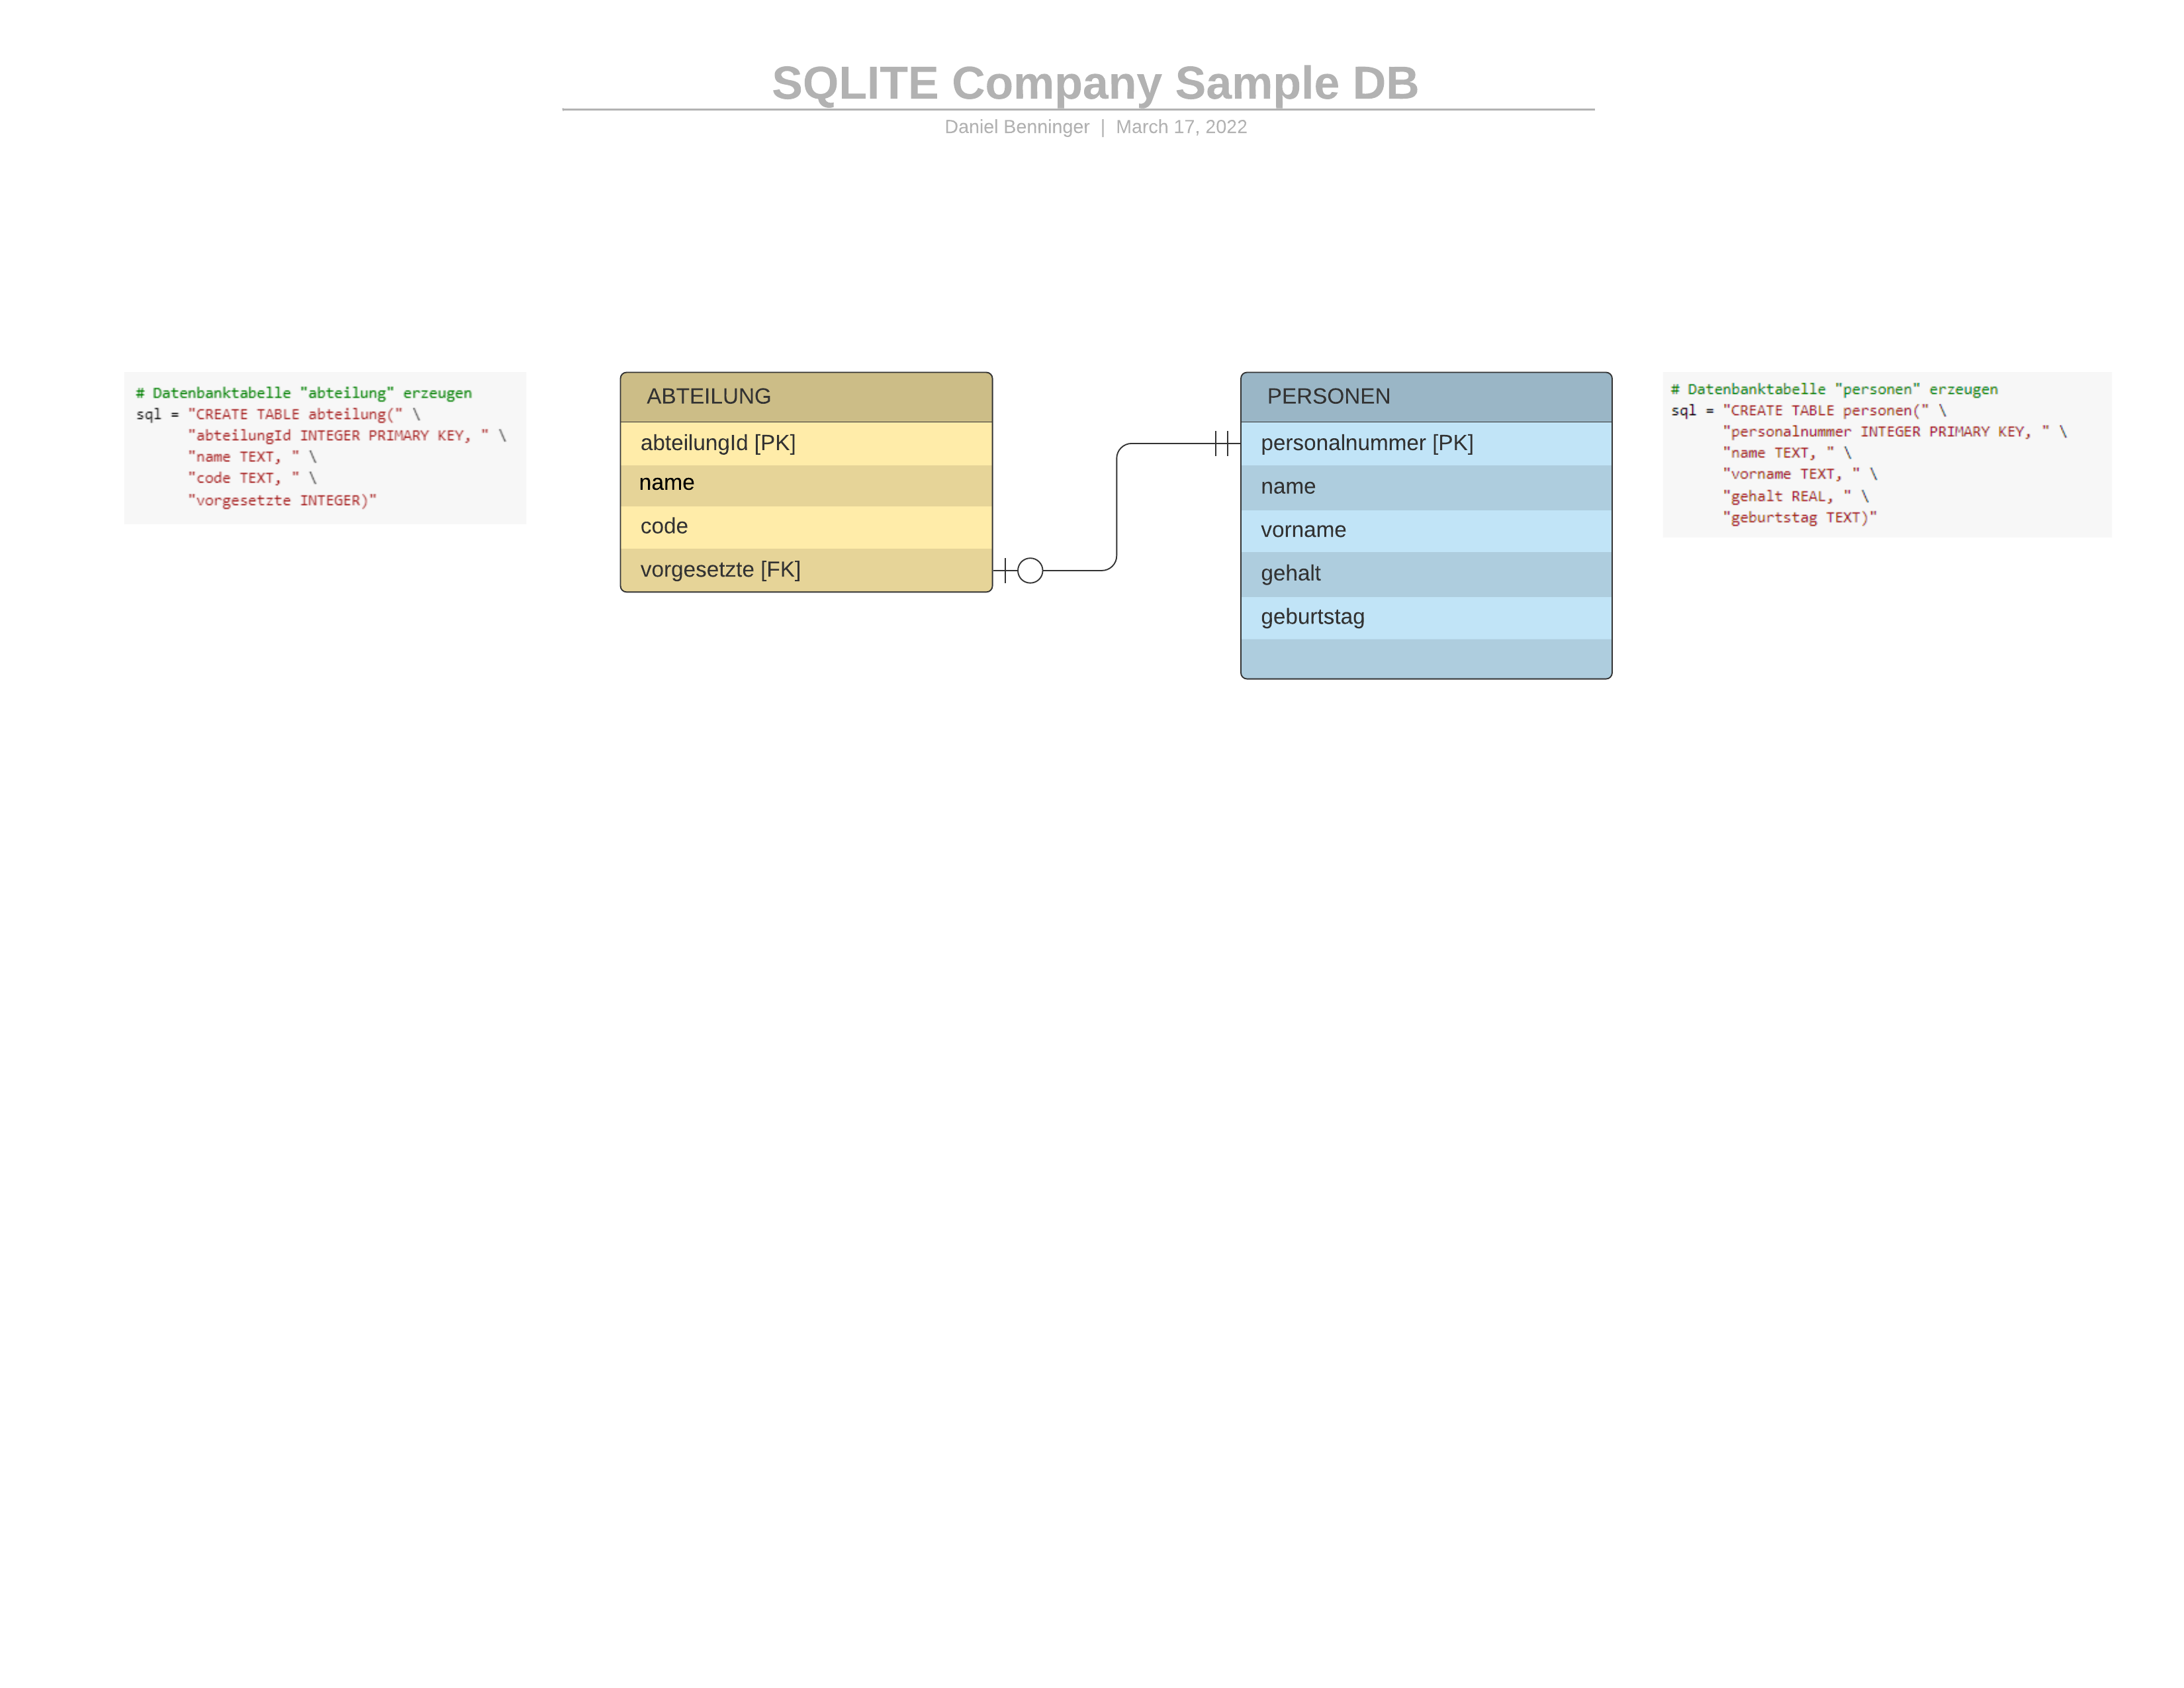 SQLITE Company Sample DB
Daniel Benninger | March 17, 2022
# Datenbanktabelle "abteilung" erzeugen
sql = "CREATE TABLE abteilung(" \
"abteilungId INTEGER PRIMARY KEY, " \
"name TEXT, " \
"code TEXT, " \
"vorgesetzte INTEGER)"
ABTEILUNG
abteilungId [PK]
name
code
vorgesetzte [FK]
PERSONEN
personalnummer [PK]
name
vorname
gehalt
geburtstag
# Datenbanktabelle "personen" erzeugen
sql = "CREATE TABLE personen(" \
"personalnummer INTEGER PRIMARY KEY, " \
"name TEXT, " \
"vorname TEXT, " \
"gehalt REAL, " \
"geburtstag TEXT)"